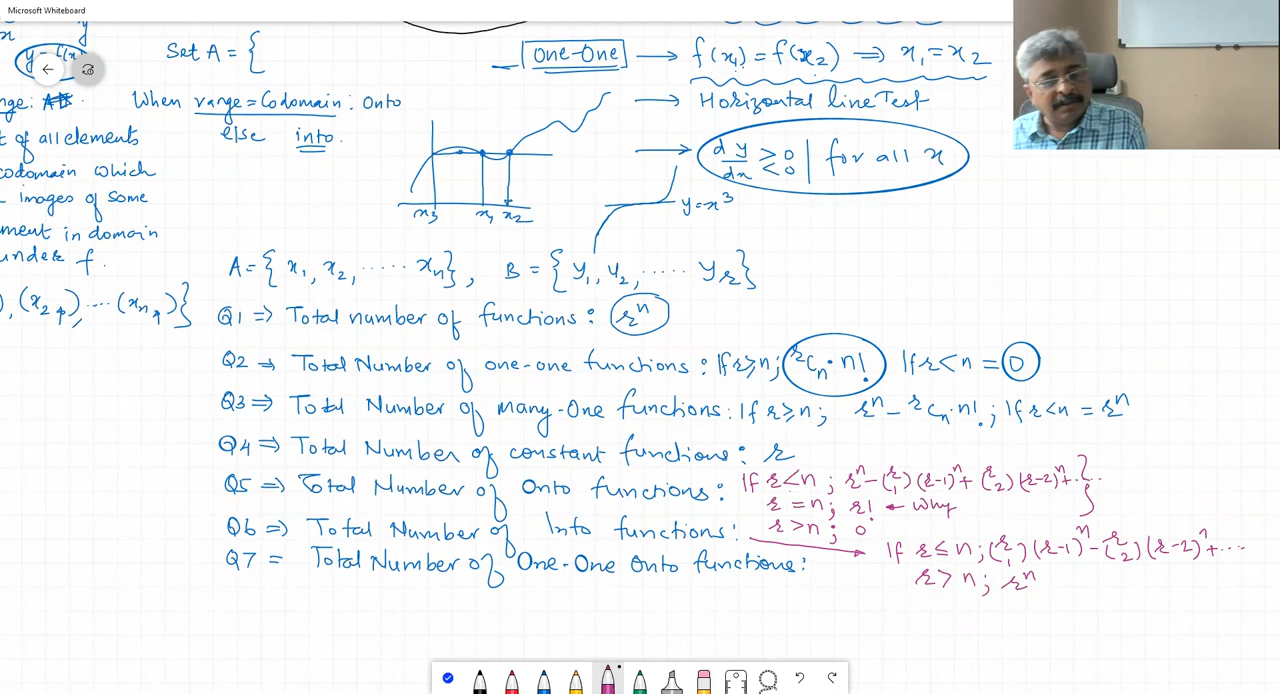 Microsoft Whiteboard
y
x
Set A = {
One-One → f(x₁) = f(x₂) ⇒ x₁ = x₂
nge:
When range = Codomain : Onto
→ Horizontal line Test
t of all elements
else into.
codomain which
→ dy/dx ≥ 0 < 0 | for all x
images of some
y = x³
ment in domain
x₃ x₁ x₂
under f.
A = { x₁, x₂, ...... xₙ}, B = { y₁, y₂, ...... yᵣ}
), (x₂,p), .... (xₙ,p)}
Q1 ⇒ Total number of functions : rⁿ
Q2 ⇒ Total Number of one-one functions : If r ≥ n; ʳCₙ · n! If r < n = 0
Q3 ⇒ Total Number of many-One functions : If r ≥ n; rⁿ - ʳCₙ · n! ; If r < n = rⁿ
Q4 ⇒ Total Number of constant functions : r
Q5 ⇒ Total Number of Onto functions : If r < n ; rⁿ - (r 1)(r-1)ⁿ + (r 2)(r-2)ⁿ + ... }
r = n; r! ← Why
r > n ; 0
Q6 ⇒ Total Number of Into functions :
→ If r ≤ n ; (r 1)(r-1)ⁿ - (r 2)(r-2)ⁿ + ....
r > n ; rⁿ
Q7 = Total Number of One-One Onto functions :